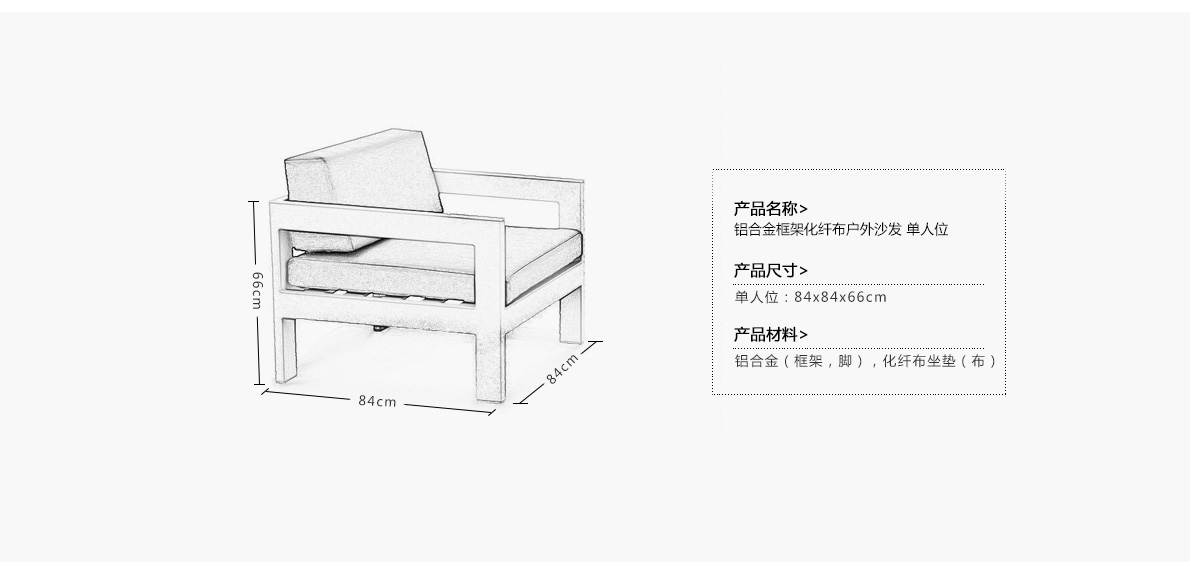 66cm
84cm
84cm
产品名称>
铝合金框架化纤布户外沙发 单人位
产品尺寸>
单人位：84x84x66cm
产品材料>
铝合金（框架，脚），化纤布坐垫（布）